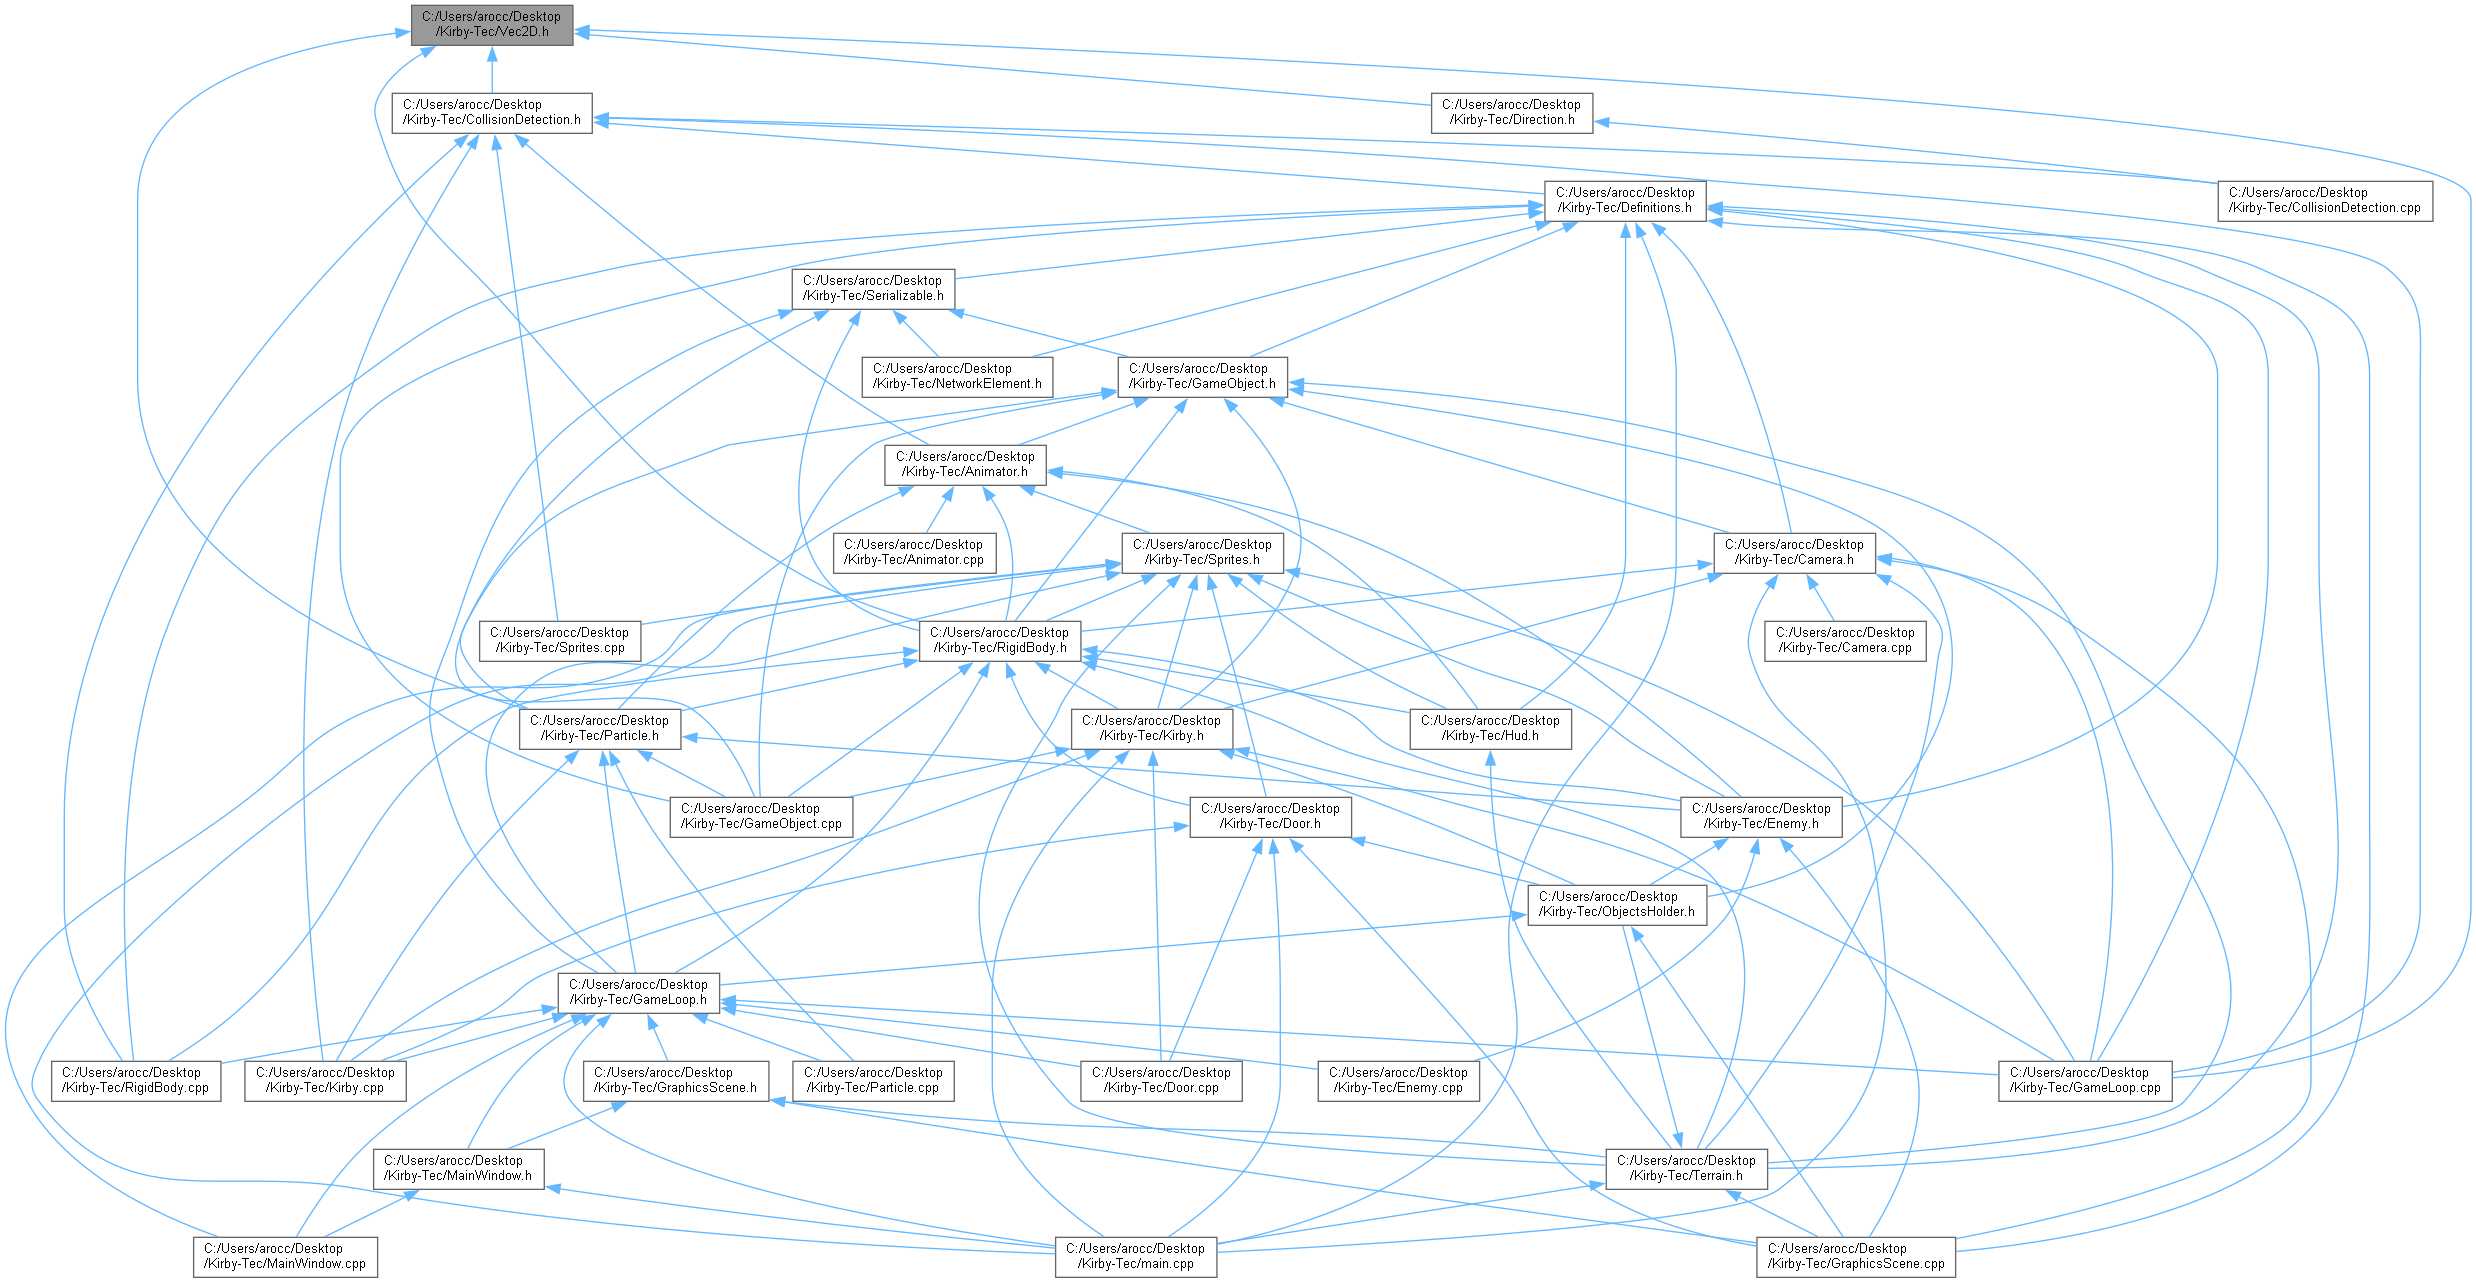 C:/Users/arocc/Desktop
/Kirby-Tec/Vec2D.h
C:/Users/arocc/Desktop
/Kirby-Tec/CollisionDetection.h
C:/Users/arocc/Desktop
/Kirby-Tec/Direction.h
C:/Users/arocc/Desktop
/Kirby-Tec/Definitions.h
C:/Users/arocc/Desktop
/Kirby-Tec/CollisionDetection.cpp
C:/Users/arocc/Desktop
/Kirby-Tec/Serializable.h
C:/Users/arocc/Desktop
/Kirby-Tec/NetworkElement.h
C:/Users/arocc/Desktop
/Kirby-Tec/GameObject.h
C:/Users/arocc/Desktop
/Kirby-Tec/Animator.h
C:/Users/arocc/Desktop
/Kirby-Tec/Animator.cpp
C:/Users/arocc/Desktop
/Kirby-Tec/Sprites.h
C:/Users/arocc/Desktop
/Kirby-Tec/Camera.h
C:/Users/arocc/Desktop
/Kirby-Tec/Sprites.cpp
C:/Users/arocc/Desktop
/Kirby-Tec/RigidBody.h
C:/Users/arocc/Desktop
/Kirby-Tec/Camera.cpp
C:/Users/arocc/Desktop
/Kirby-Tec/Particle.h
C:/Users/arocc/Desktop
/Kirby-Tec/Kirby.h
C:/Users/arocc/Desktop
/Kirby-Tec/Hud.h
C:/Users/arocc/Desktop
/Kirby-Tec/GameObject.cpp
C:/Users/arocc/Desktop
/Kirby-Tec/Door.h
C:/Users/arocc/Desktop
/Kirby-Tec/Enemy.h
C:/Users/arocc/Desktop
/Kirby-Tec/ObjectsHolder.h
C:/Users/arocc/Desktop
/Kirby-Tec/GameLoop.h
C:/Users/arocc/Desktop
/Kirby-Tec/RigidBody.cpp
C:/Users/arocc/Desktop
/Kirby-Tec/Kirby.cpp
C:/Users/arocc/Desktop
/Kirby-Tec/GraphicsScene.h
C:/Users/arocc/Desktop
/Kirby-Tec/Particle.cpp
C:/Users/arocc/Desktop
/Kirby-Tec/Door.cpp
C:/Users/arocc/Desktop
/Kirby-Tec/Enemy.cpp
C:/Users/arocc/Desktop
/Kirby-Tec/GameLoop.cpp
C:/Users/arocc/Desktop
/Kirby-Tec/MainWindow.h
C:/Users/arocc/Desktop
/Kirby-Tec/Terrain.h
C:/Users/arocc/Desktop
/Kirby-Tec/MainWindow.cpp
C:/Users/arocc/Desktop
/Kirby-Tec/main.cpp
C:/Users/arocc/Desktop
/Kirby-Tec/GraphicsScene.cpp